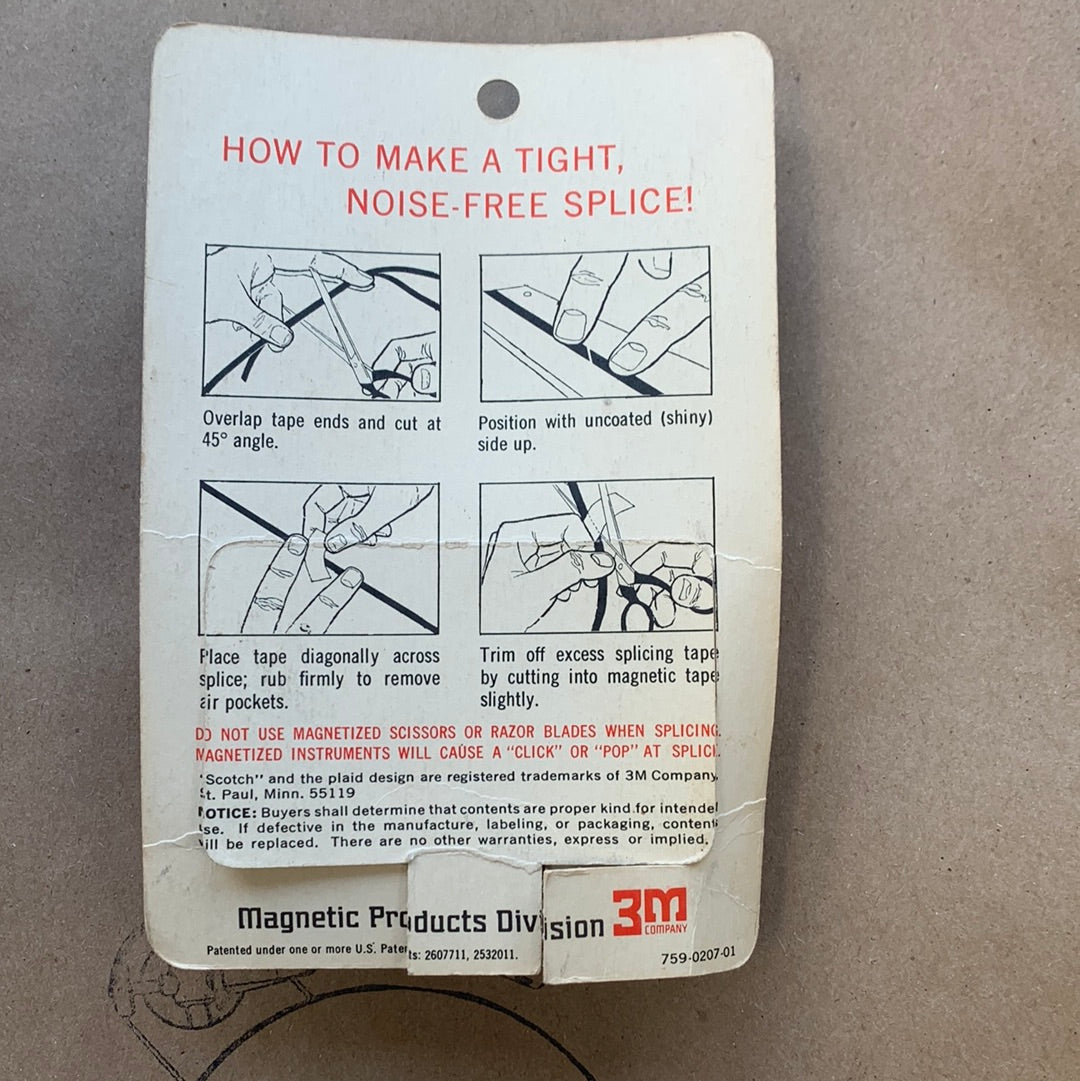 HOW TO MAKE A TIGHT,
NOISE-FREE SPLICE!
Overlap tape ends and cut at
45° angle.
Position with uncoated (shiny)
side up.
Place tape diagonally across
splice; rub firmly to remove
air pockets.
Trim off excess splicing tape
by cutting into magnetic tape
slightly.
DO NOT USE MAGNETIZED SCISSORS OR RAZOR BLADES WHEN SPLICING.
MAGNETIZED INSTRUMENTS WILL CAUSE A "CLICK" OR "POP" AT SPLICE.
"Scotch" and the plaid design are registered trademarks of 3M Company,
St. Paul, Minn. 55119
NOTICE: Buyers shall determine that contents are proper kind for intended
use. If defective in the manufacture, labeling, or packaging, contents
will be replaced. There are no other warranties, express or implied.
Magnetic Products Division 3M
COMPANY
Patented under one or more U.S. Patents: 2607711, 2532011.
759-0207-01